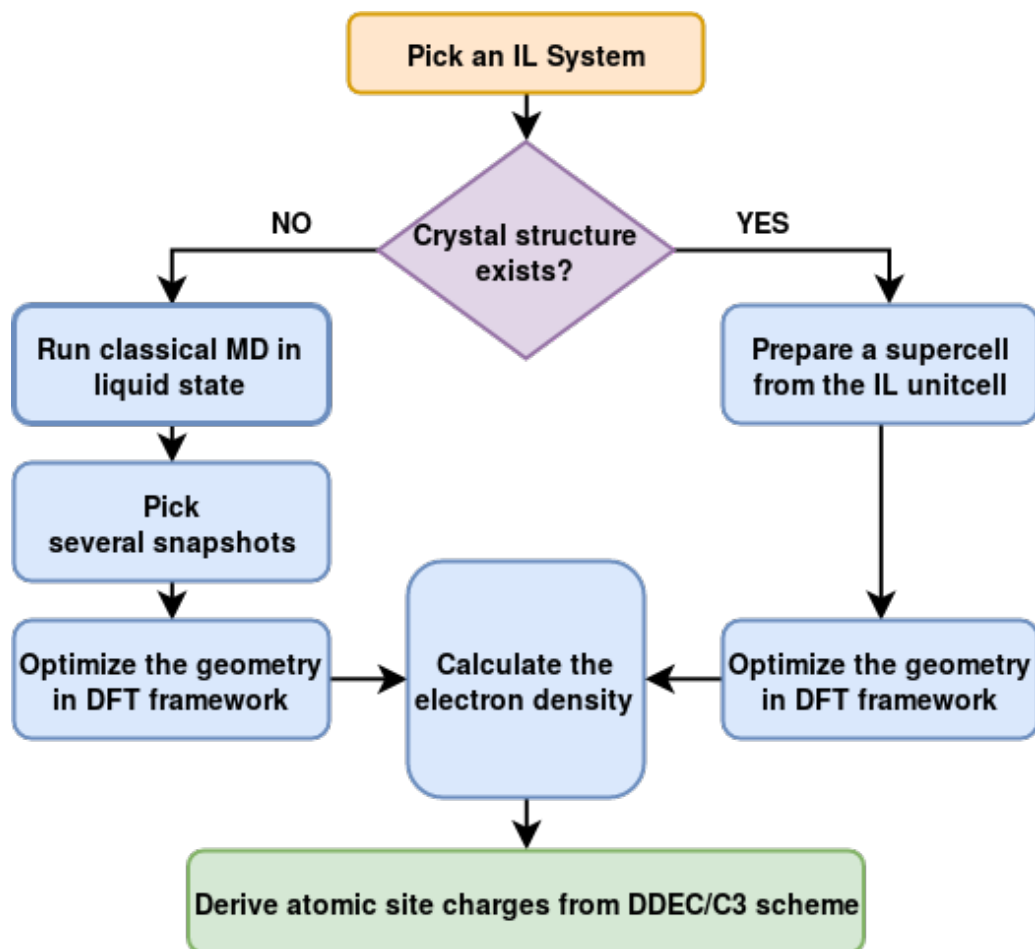 Pick an IL System
NO
YES
Crystal structure
exists?
Run classical MD in
liquid state
Prepare a supercell
from the IL unitcell
Pick
several snapshots
Optimize the geometry
in DFT framework
Calculate the
electron density
Optimize the geometry
in DFT framework
Derive atomic site charges from DDEC/C3 scheme